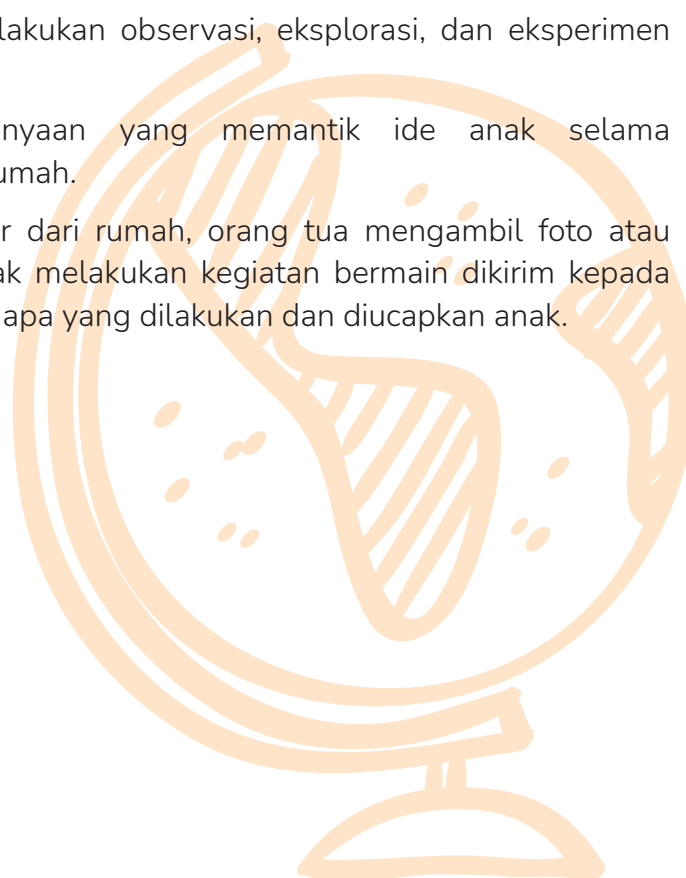 lakukan observasi, eksplorasi, dan eksperimen
nyaan yang memantik ide anak selama
umah.
r dari rumah, orang tua mengambil foto atau
ak melakukan kegiatan bermain dikirim kepada
apa yang dilakukan dan diucapkan anak.